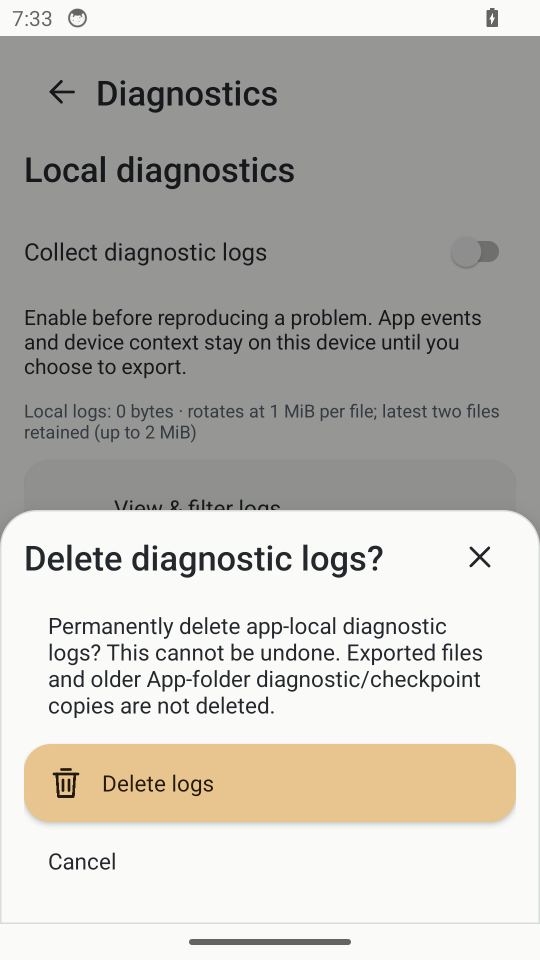 7:33
Diagnostics
Local diagnostics
Collect diagnostic logs
Enable before reproducing a problem. App events
and device context stay on this device until you
choose to export.
Local logs: 0 bytes · rotates at 1 MiB per file; latest two files
retained (up to 2 MiB)
View & filter logs
Delete diagnostic logs?
Permanently delete app-local diagnostic
logs? This cannot be undone. Exported files
and older App-folder diagnostic/checkpoint
copies are not deleted.
Delete logs
Cancel